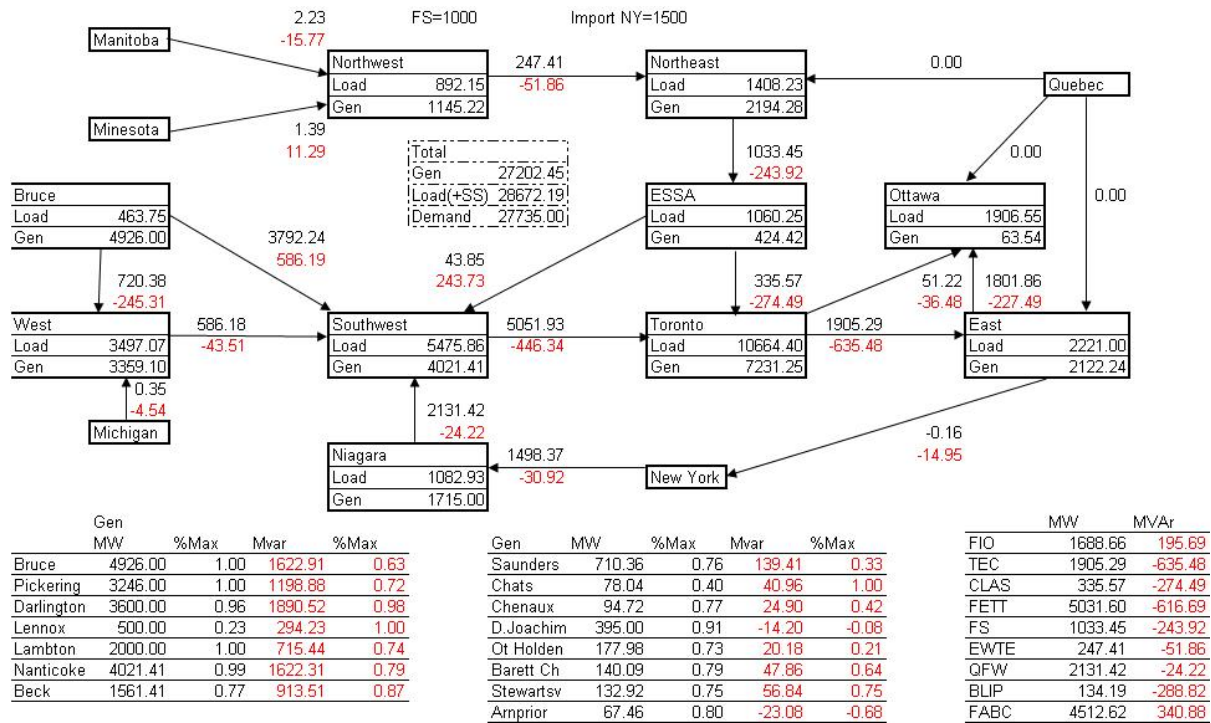 2.23 FS=1000 Import NY=1500
Manitoba -15.77
Northwest 247.41 Northeast 0.00
Load 892.15 -51.86 Load 1408.23 Quebec
Gen 1145.22 Gen 2194.28
Minesota 1.39
11.29
Total 1033.45 0.00
Gen 27202.45 -243.92
Bruce Load(+SS) 28672.19 ESSA Ottawa 0.00
Load 463.75 Demand 27735.00 Load 1060.25 Load 1906.55
Gen 4926.00 3792.24 Gen 424.42 Gen 63.54
586.19 43.85
720.38 243.73 335.57 51.22 1801.86
-245.31 -274.49 -36.48 -227.49
West 586.18 Southwest 5051.93 Toronto 1905.29 East
Load 3497.07 -43.51 Load 5475.86 -446.34 Load 10664.40 -635.48 Load 2221.00
Gen 3359.10 Gen 4021.41 Gen 7231.25 Gen 2122.24
0.35
-4.54 2131.42
Michigan -24.22 -0.16
Niagara 1498.37 -14.95
Load 1082.93 -30.92 New York
Gen 1715.00
Gen
MW %Max Mvar %Max
Bruce 4926.00 1.00 1622.91 0.63
Pickering 3246.00 1.00 1198.88 0.72
Darlington 3600.00 0.96 1890.52 0.98
Lennox 500.00 0.23 294.23 1.00
Lambton 2000.00 1.00 715.44 0.74
Nanticoke 4021.41 0.99 1622.31 0.79
Beck 1561.41 0.77 913.51 0.87
Gen MW %Max Mvar %Max
Saunders 710.36 0.76 139.41 0.33
Chats 78.04 0.40 40.96 1.00
Chenaux 94.72 0.77 24.90 0.42
D.Joachim 395.00 0.91 -14.20 -0.08
Ot Holden 177.98 0.73 20.18 0.21
Barett Ch 140.09 0.79 47.86 0.64
Stewartsv 132.92 0.75 56.84 0.75
Arnprior 67.46 0.80 -23.08 -0.68
MW MVAr
FIO 1688.66 195.69
TEC 1905.29 -635.48
CLAS 335.57 -274.49
FETT 5031.60 -616.69
FS 1033.45 -243.92
EWTE 247.41 -51.86
QFW 2131.42 -24.22
BLIP 134.19 -288.82
FABC 4512.62 340.88